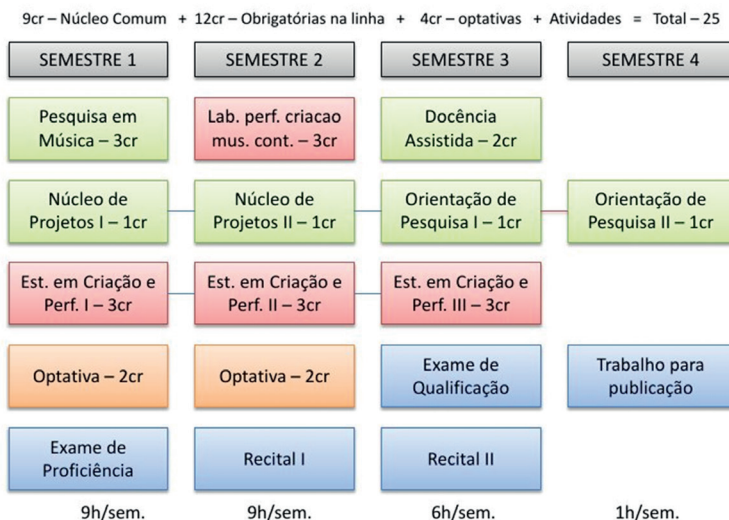 9cr – Núcleo Comum + 12cr – Obrigatórias na linha + 4cr – optativas + Atividades = Total – 25
SEMESTRE 1
SEMESTRE 2
SEMESTRE 3
SEMESTRE 4
Pesquisa em
Música – 3cr
Lab. perf. criacao
mus. cont. – 3cr
Docência
Assistida – 2cr
Núcleo de
Projetos I – 1cr
Núcleo de
Projetos II – 1cr
Orientação de
Pesquisa I – 1cr
Orientação de
Pesquisa II – 1cr
Est. em Criação e
Perf. I – 3cr
Est. em Criação e
Perf. II – 3cr
Est. em Criação e
Perf. III – 3cr
Optativa – 2cr
Optativa – 2cr
Exame de
Qualificação
Trabalho para
publicação
Exame de
Proficiência
Recital I
Recital II
9h/sem.
9h/sem.
6h/sem.
1h/sem.